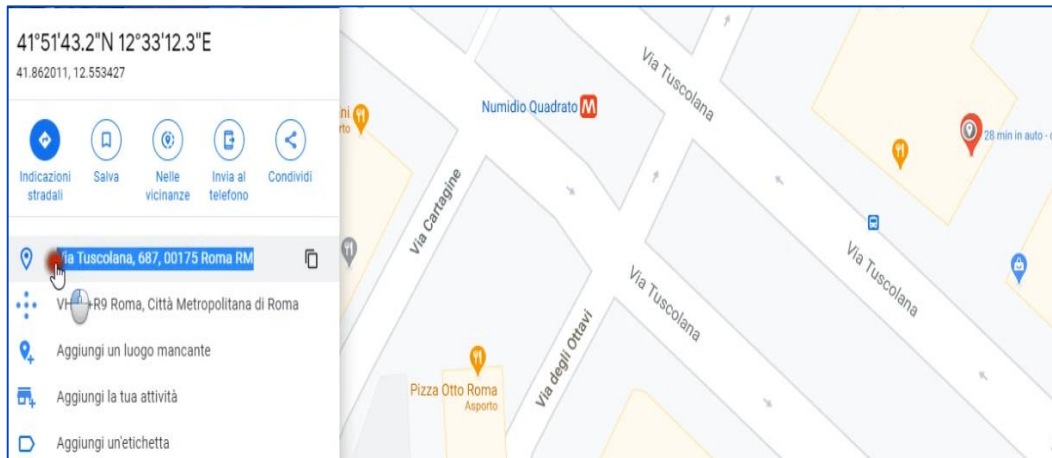 41°51'43.2"N 12°33'12.3"E
41.862011, 12.553427
Indicazioni
stradali
Salva
Nelle
vicinanze
Invia al
telefono
Condividi
Via Tuscolana, 687, 00175 Roma RM
R9 Roma, Città Metropolitana di Roma
Aggiungi un luogo mancante
Aggiungi la tua attività
Aggiungi un'etichetta
Via Tuscolana
Numidio Quadrato M
28 min in auto -
Via Cartagine
Via Tuscolana
Via Tuscolana
Via degli Ottavi
Pizza Otto Roma
Asporto